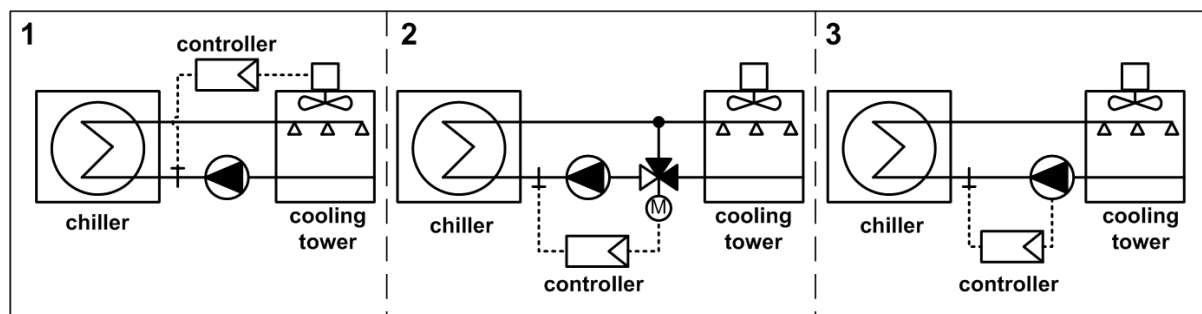 1
controller
chiller
cooling
tower
2
M
chiller
cooling
tower
controller
3
chiller
cooling
tower
controller